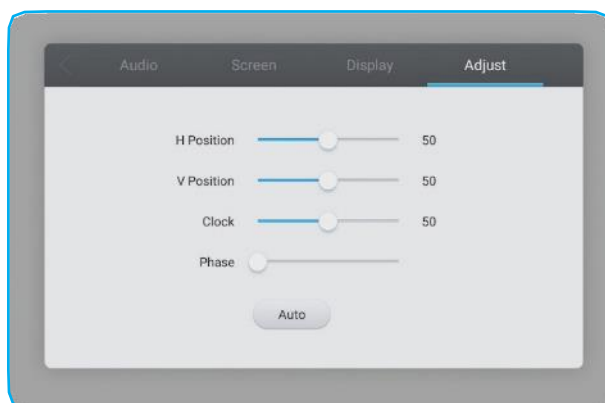 Audio Screen Display Adjust
H Position 50
V Position 50
Clock 50
Phase
Auto